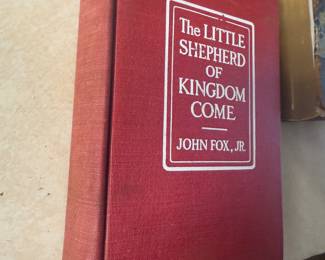 The LITTLE
SHEPHERD
OF
KINGDOM
COME
JOHN FOX, JR.